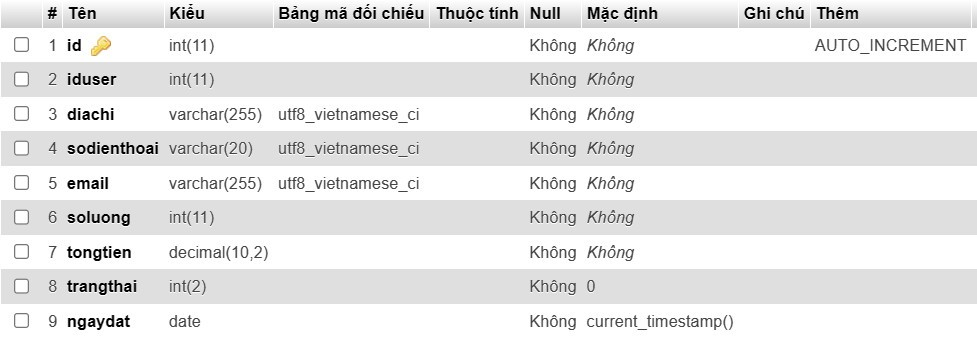 # Tên Kiểu Bảng mã đối chiếu Thuộc tính Null Mặc định Ghi chú Thêm
1 id int(11) Không Không AUTO_INCREMENT
2 iduser int(11) Không Không
3 diachi varchar(255) utf8_vietnamese_ci Không Không
4 sodienthoai varchar(20) utf8_vietnamese_ci Không Không
5 email varchar(255) utf8_vietnamese_ci Không Không
6 soluong int(11) Không Không
7 tongtien decimal(10,2) Không Không
8 trangthai int(2) Không 0
9 ngaydat date Không current_timestamp()